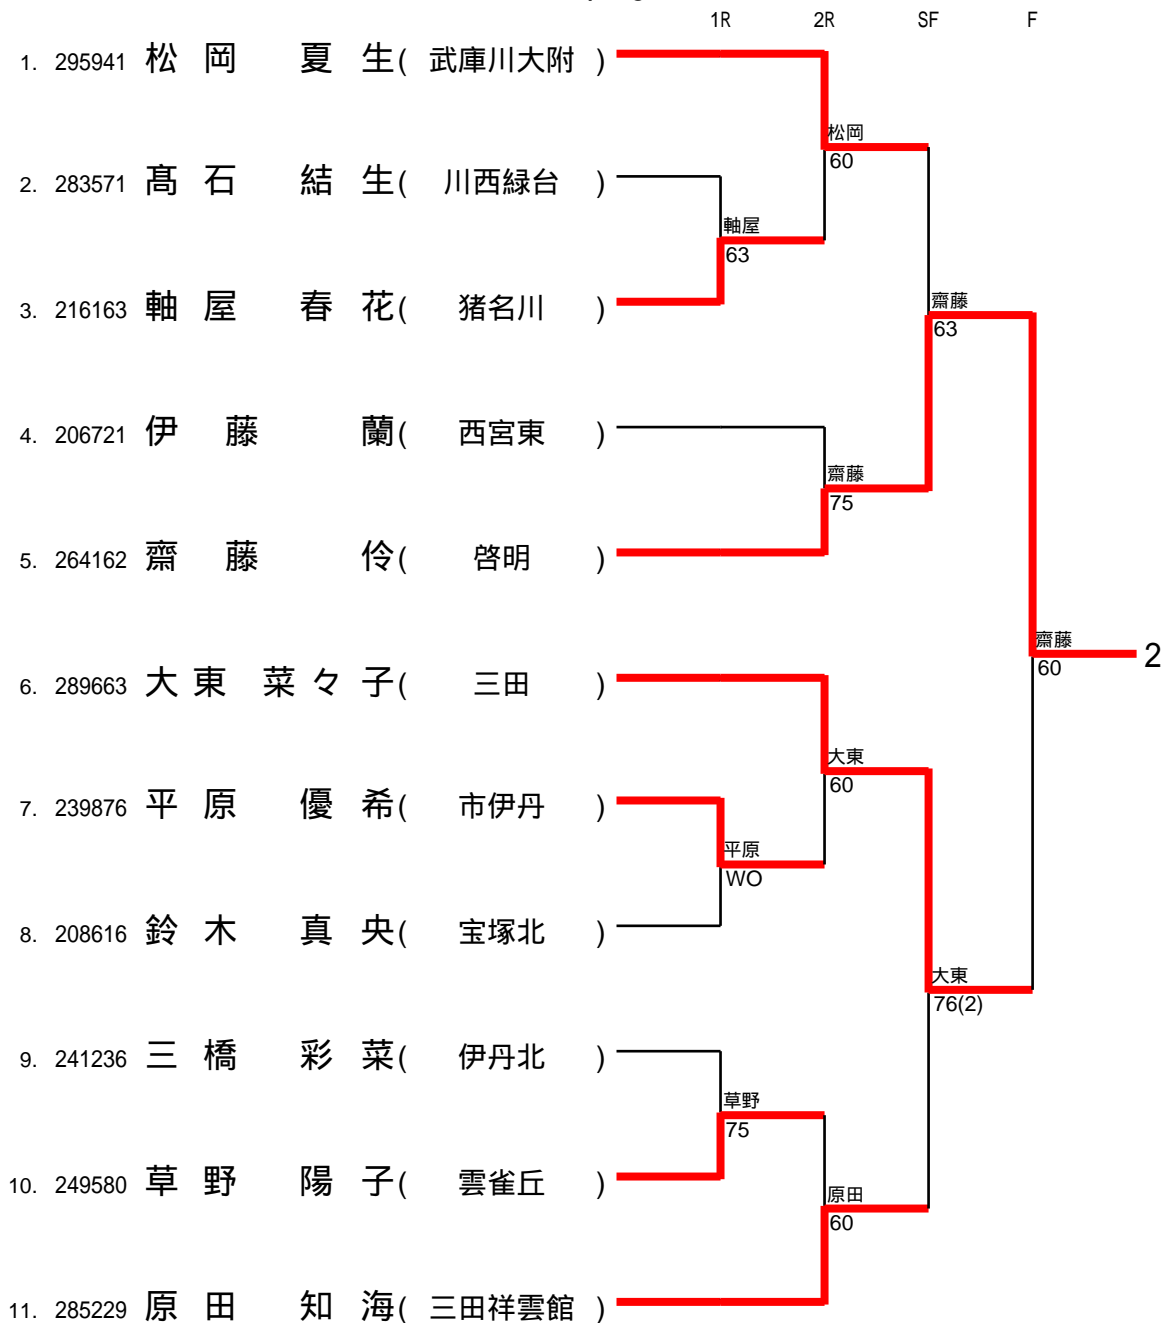 1R 2R SF F
1. 295941 松岡 夏生( 武庫川大附 )
松岡
60
2. 283571 髙石 結生( 川西緑台 )
軸屋
63
3. 216163 軸屋 春花( 猪名川 )
齋藤
63
4. 206721 伊藤 蘭( 西宮東 )
齋藤
75
5. 264162 齋藤 伶( 啓明 )
齋藤
60
2
6. 289663 大東 菜々子( 三田 )
大東
60
7. 239876 平原 優希( 市伊丹 )
平原
WO
8. 208616 鈴木 真央( 宝塚北 )
大東
76(2)
9. 241236 三橋 彩菜( 伊丹北 )
草野
75
10. 249580 草野 陽子( 雲雀丘 )
原田
60
11. 285229 原田 知海( 三田祥雲館 )